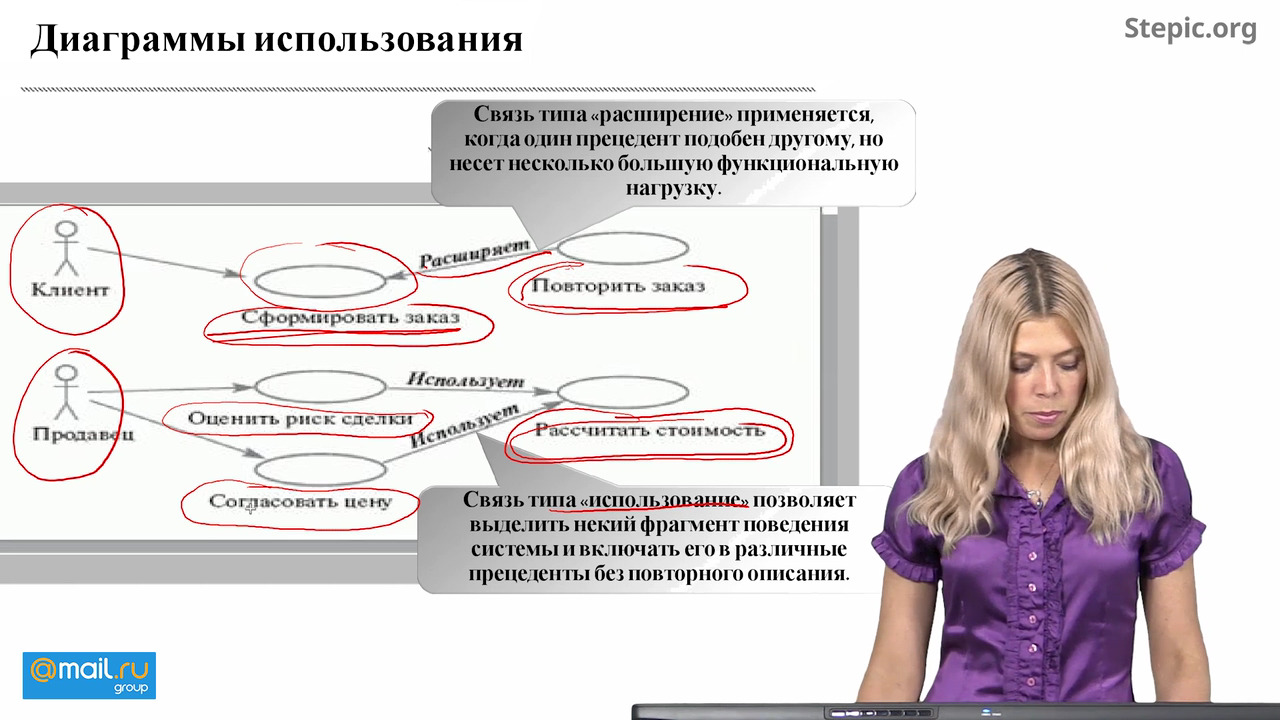 Диаграммы использования
Stepic.org
Связь типа «расширение» применяется,
когда один прецедент подобен другому, но
несет несколько большую функциональную
нагрузку.
Клиент
Расширяет
Сформировать заказ
Повторить заказ
Продавец
Использует
Оценить риск сделки
Использует
Рассчитать стоимость
Согласовать цену
Связь типа «использование» позволяет
выделить некий фрагмент поведения
системы и включать его в различные
прецеденты без повторного описания.
@mail.ru
group